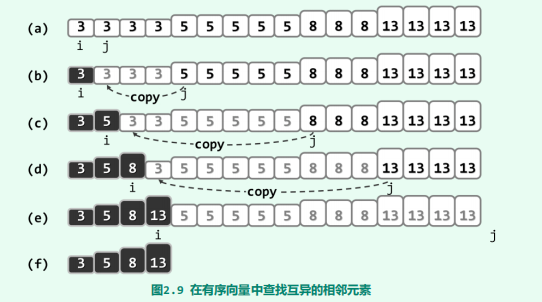 (a) 3 3 3 3 5 5 5 5 5 8 8 8 13 13 13 13
i j
(b) 3 3 3 3 5 5 5 5 5 8 8 8 13 13 13 13
i copy j
(c) 3 5 3 3 5 5 5 5 5 8 8 8 13 13 13 13
i copy j
(d) 3 5 8 3 5 5 5 5 5 8 8 8 13 13 13 13
i copy j
(e) 3 5 8 13 5 5 5 5 5 8 8 8 13 13 13 13
i j
(f) 3 5 8 13
图2.9 在有序向量中查找互异的相邻元素